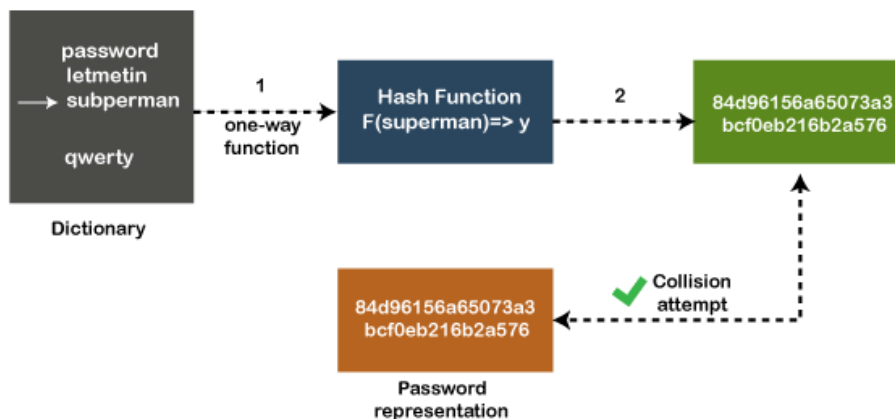 password
letmetin
subperman
qwerty
Dictionary
1
one-way
function
Hash Function
F(superman)=> y
2
84d96156a65073a3
bcf0eb216b2a576
Collision
attempt
84d96156a65073a3
bcf0eb216b2a576
Password
representation